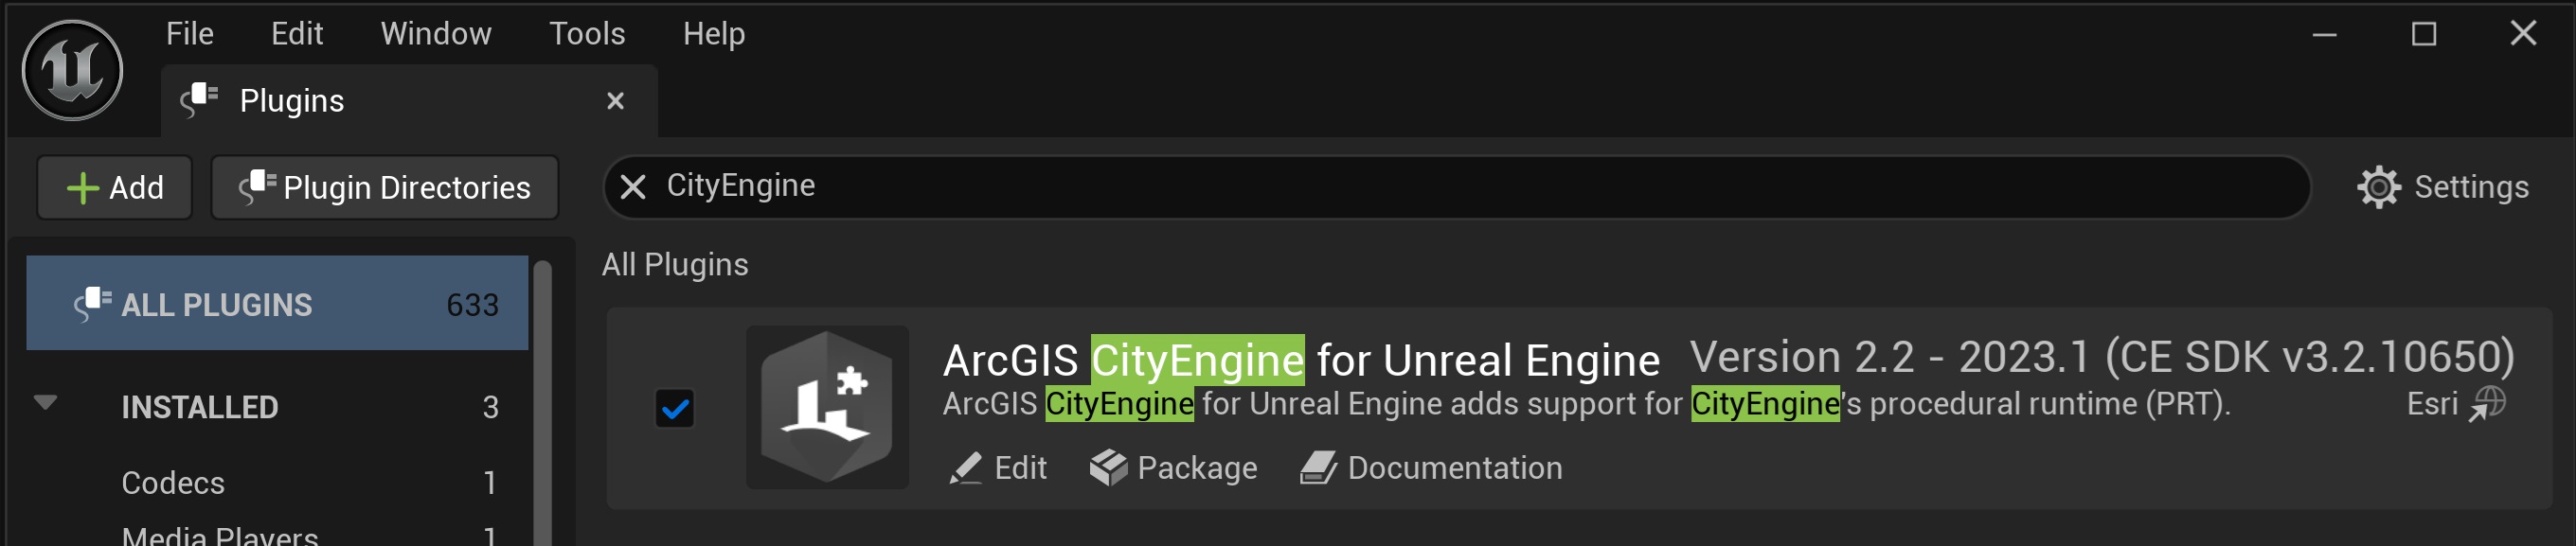 File Edit Window Tools Help
Plugins
Add Plugin Directories CityEngine Settings
All Plugins
ALL PLUGINS 633
ArcGIS CityEngine for Unreal Engine Version 2.2 - 2023.1 (CE SDK v3.2.10650)
ArcGIS CityEngine for Unreal Engine adds support for CityEngine's procedural runtime (PRT). Esri
INSTALLED 3
Edit Package Documentation
Codecs 1
Media Players 1